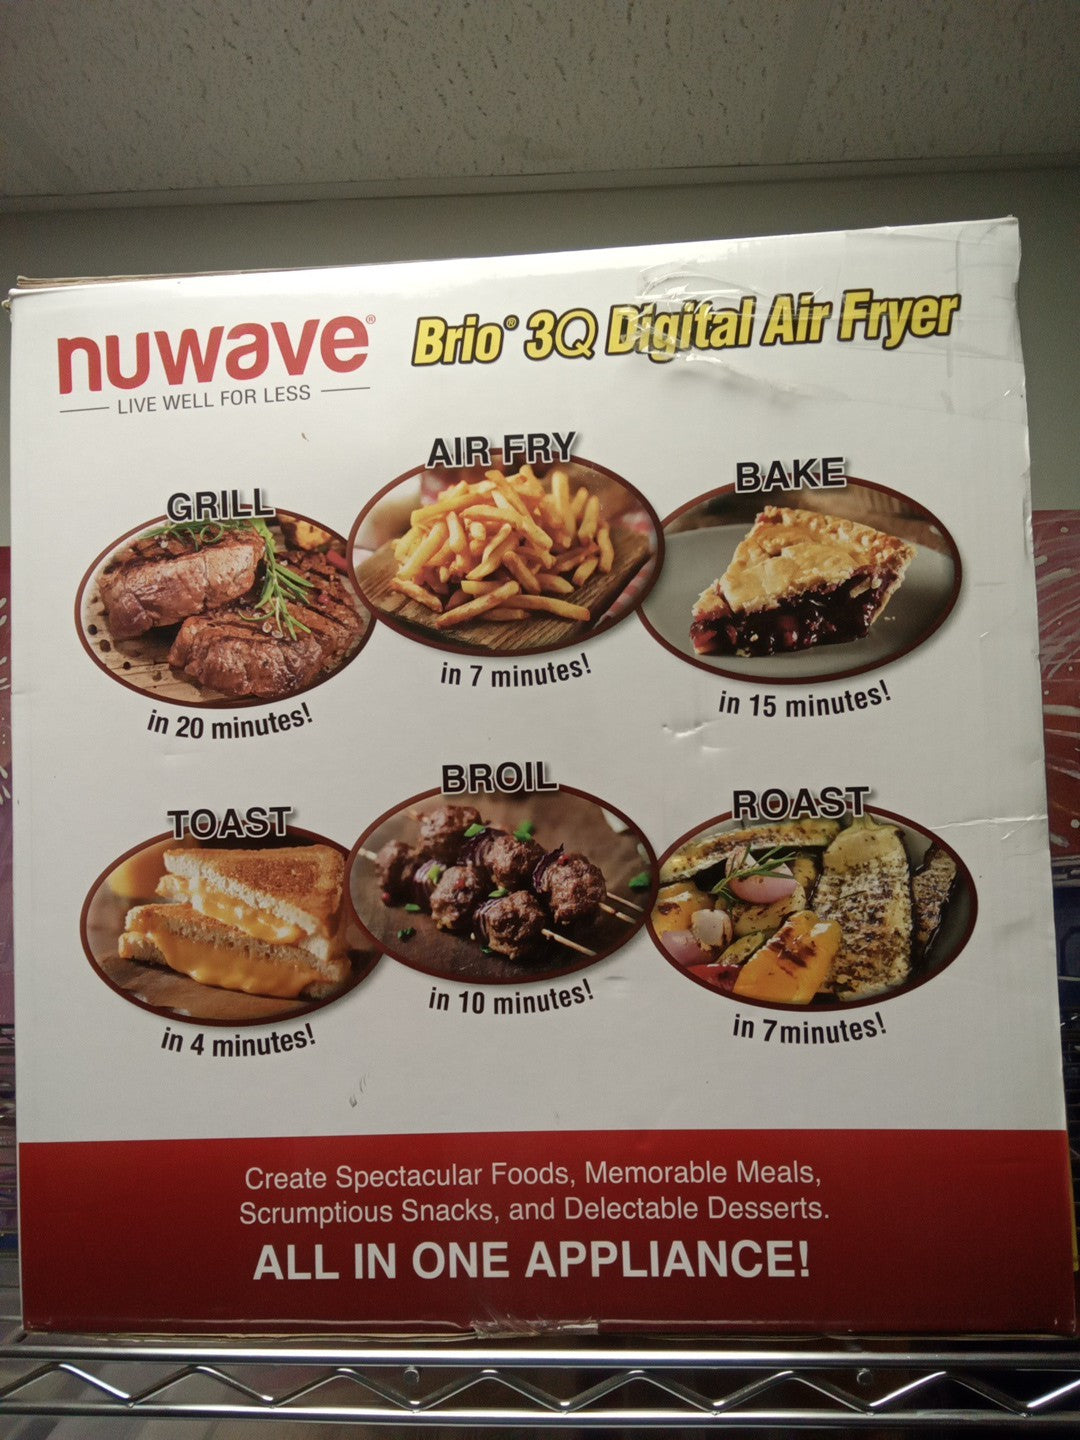 nuwave®
LIVE WELL FOR LESS
Brio® 3Q Digital Air Fryer
GRILL
in 20 minutes!
AIR FRY
in 7 minutes!
BAKE
in 15 minutes!
TOAST
in 4 minutes!
BROIL
in 10 minutes!
ROAST
in 7minutes!
Create Spectacular Foods, Memorable Meals,
Scrumptious Snacks, and Delectable Desserts.
ALL IN ONE APPLIANCE!